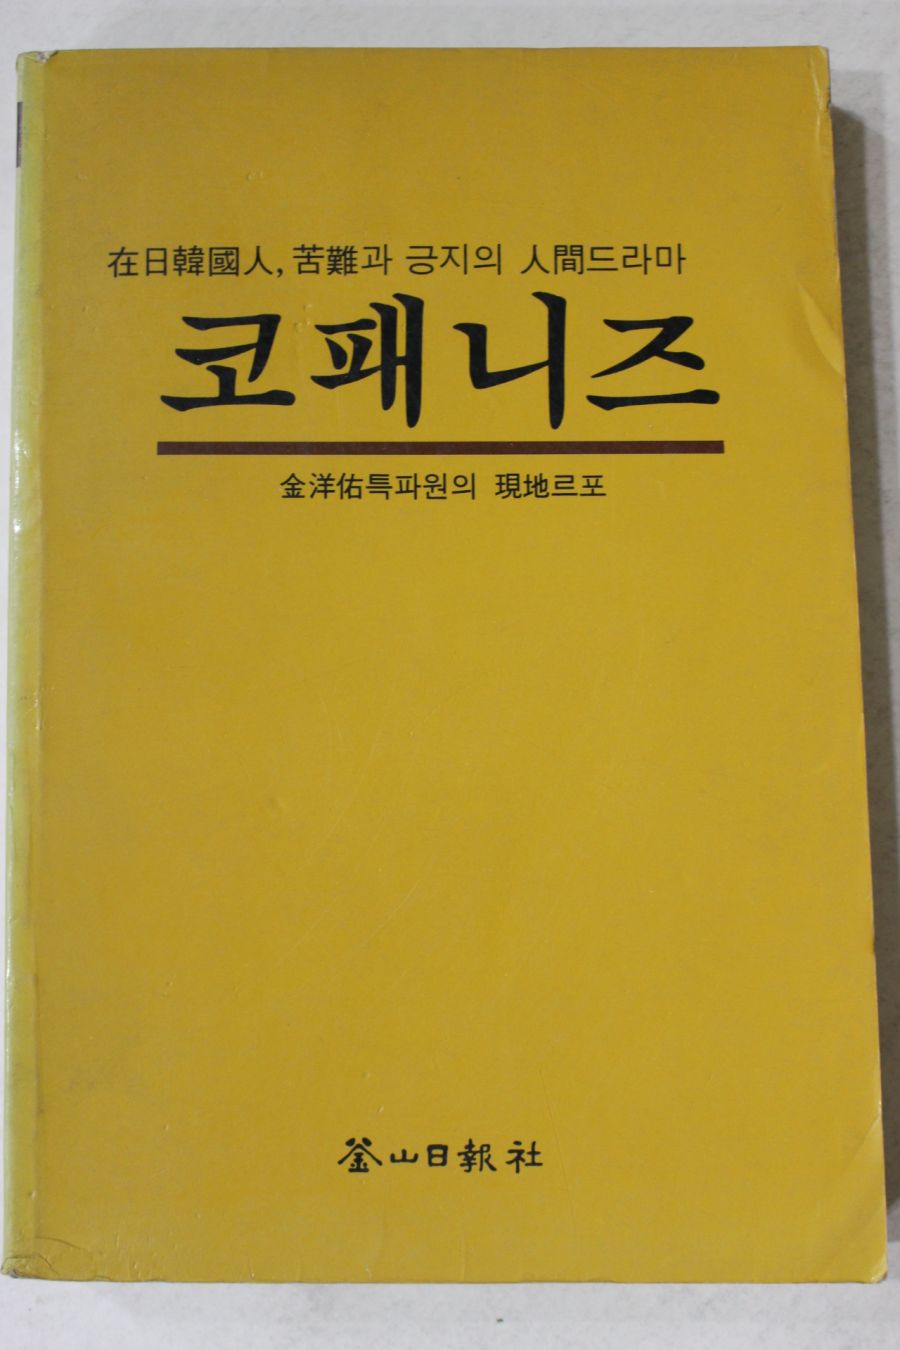 在日韓國人, 苦難과 긍지의 人間드라마
코패니즈
金洋佑특파원의 現地르포
釜山日報社